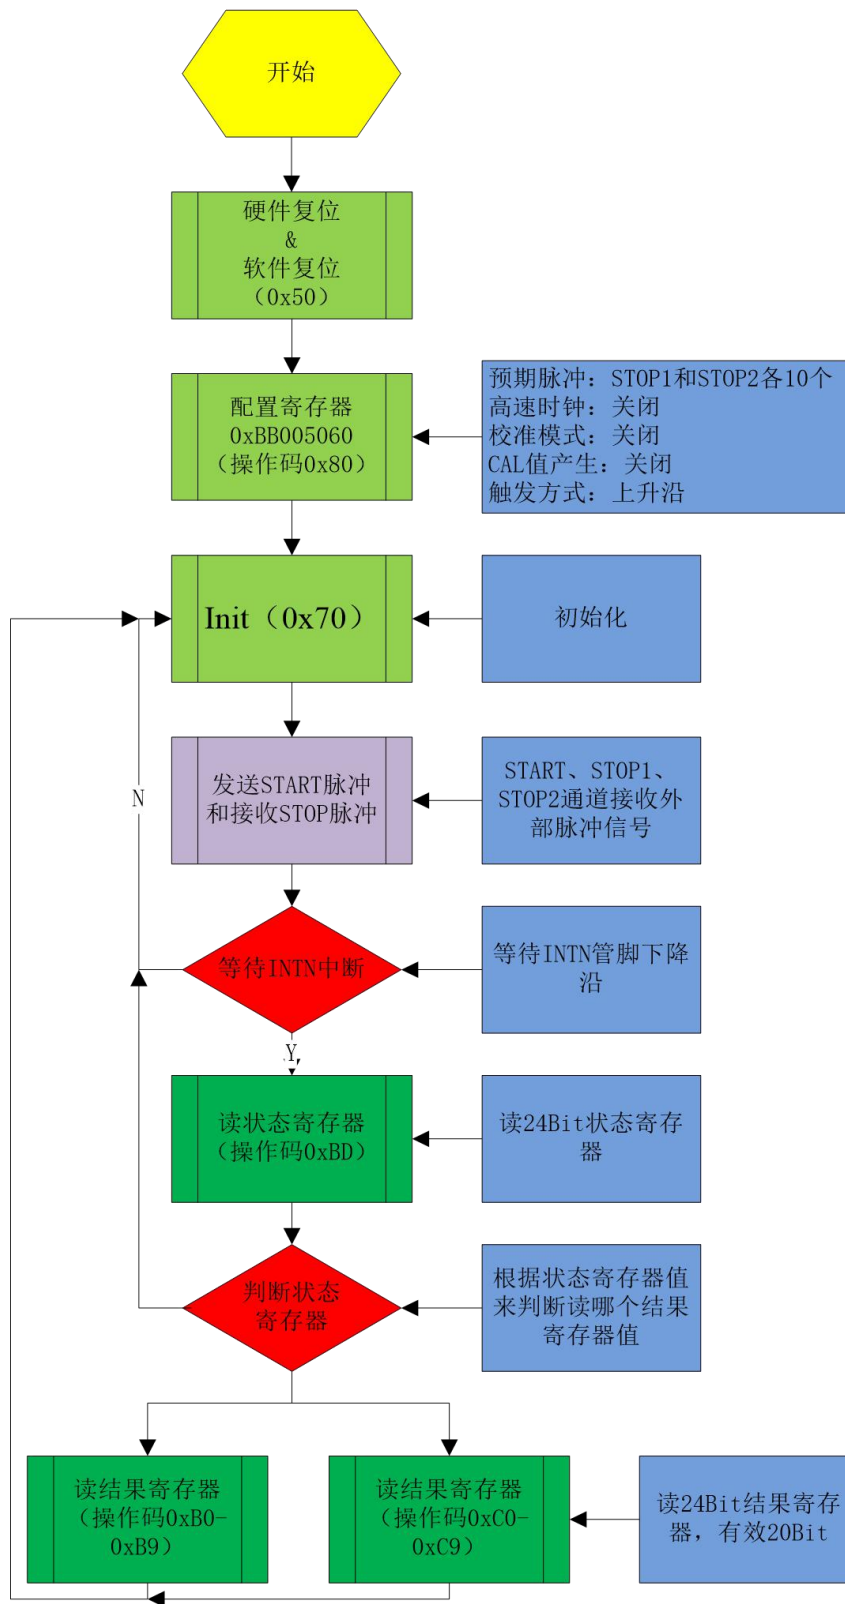 开始
硬件复位
&
软件复位
（0x50）
配置寄存器
0xBB005060
（操作码0x80）
预期脉冲：STOP1和STOP2各10个
高速时钟：关闭
校准模式：关闭
CAL值产生：关闭
触发方式：上升沿
Init（0x70）
初始化
发送START脉冲
和接收STOP脉冲
START、STOP1、
STOP2通道接收外
部脉冲信号
N
等待INTN中断
等待INTN管脚下降
沿
Y
读状态寄存器
（操作码0xBD）
读24Bit状态寄存
器
判断状态
寄存器
根据状态寄存器值
来判断读哪个结果
寄存器值
读结果寄存器
（操作码0xB0-
0xB9）
读结果寄存器
（操作码0xC0-
0xC9）
读24Bit结果寄存
器，有效20Bit